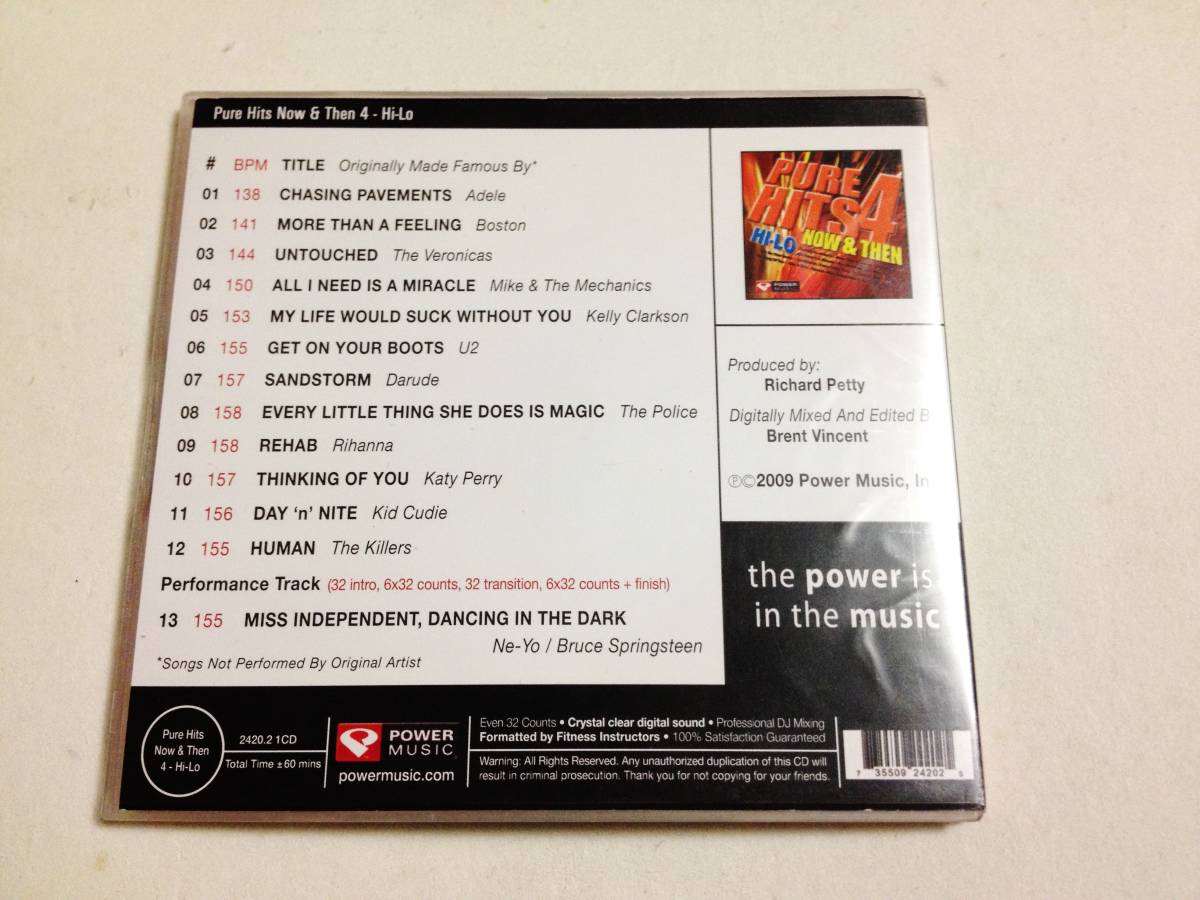 Pure Hits Now & Then 4 - Hi-Lo
# BPM TITLE Originally Made Famous By*
01 138 CHASING PAVEMENTS Adele
02 141 MORE THAN A FEELING Boston
03 144 UNTOUCHED The Veronicas
04 150 ALL I NEED IS A MIRACLE Mike & The Mechanics
05 153 MY LIFE WOULD SUCK WITHOUT YOU Kelly Clarkson
06 155 GET ON YOUR BOOTS U2
07 157 SANDSTORM Darude
08 158 EVERY LITTLE THING SHE DOES IS MAGIC The Police
09 158 REHAB Rihanna
10 157 THINKING OF YOU Katy Perry
11 156 DAY ‘n’ NITE Kid Cudie
12 155 HUMAN The Killers
Performance Track (32 intro, 6x32 counts, 32 transition, 6x32 counts + finish)
13 155 MISS INDEPENDENT, DANCING IN THE DARK
Ne-Yo / Bruce Springsteen
*Songs Not Performed By Original Artist
PURE
HITS 4
HI-LO NOW & THEN
POWER
MUSIC
Produced by:
Richard Petty
Digitally Mixed And Edited B
Brent Vincent
℗©2009 Power Music, In
the power is
in the music
Pure Hits
Now & Then
4 - Hi-Lo
2420.2 1CD
Total Time ± 60 mins
POWER
MUSIC
powermusic.com
Even 32 Counts • Crystal clear digital sound • Professional DJ Mixing
Formatted by Fitness Instructors • 100% Satisfaction Guaranteed
Warning: All Rights Reserved. Any unauthorized duplication of this CD will
result in criminal prosecution. Thank you for not copying for your friends.
7 35509 24202